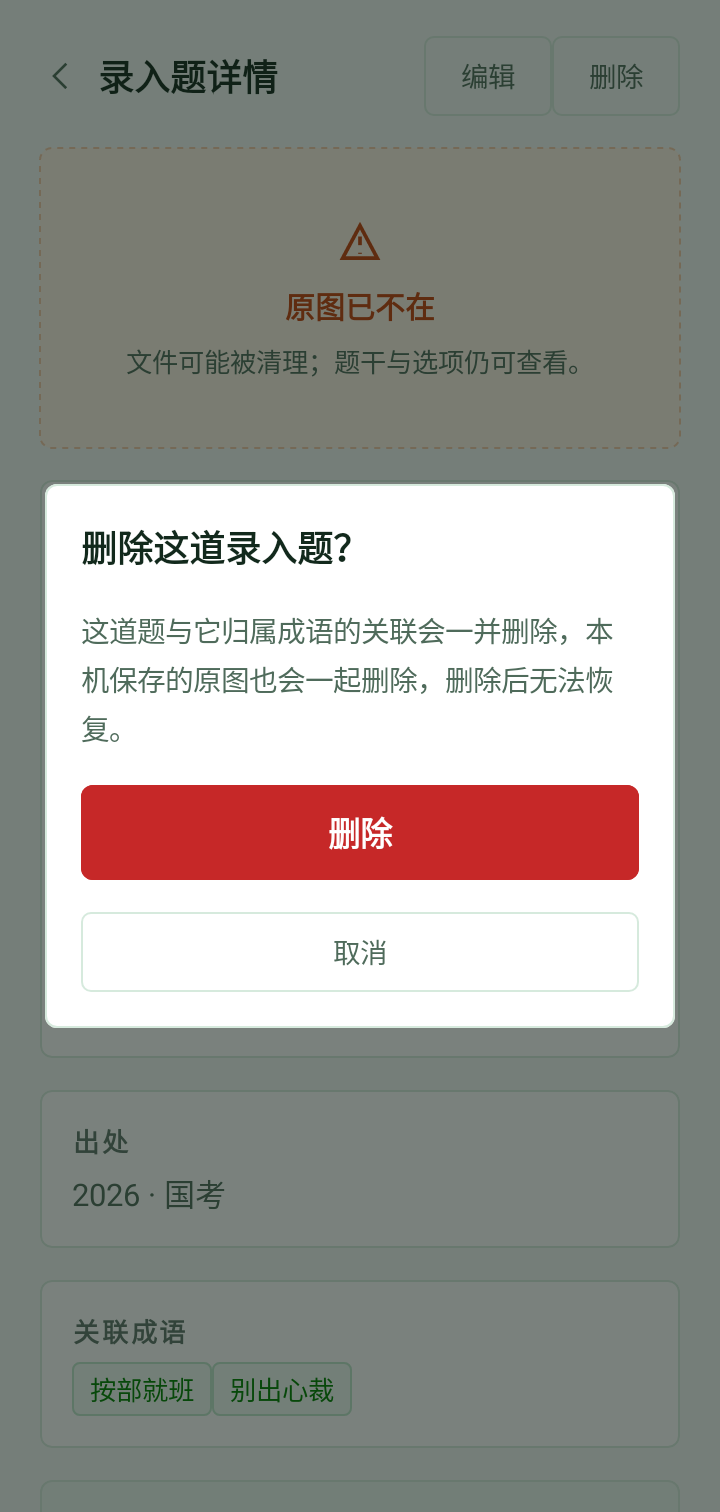 录入题详情
编辑
删除
原图已不在
文件可能被清理；题干与选项仍可查看。
删除这道录入题？
这道题与它归属成语的关联会一并删除，本
机保存的原图也会一起删除，删除后无法恢
复。
删除
取消
出处
2026 · 国考
关联成语
按部就班
别出心裁